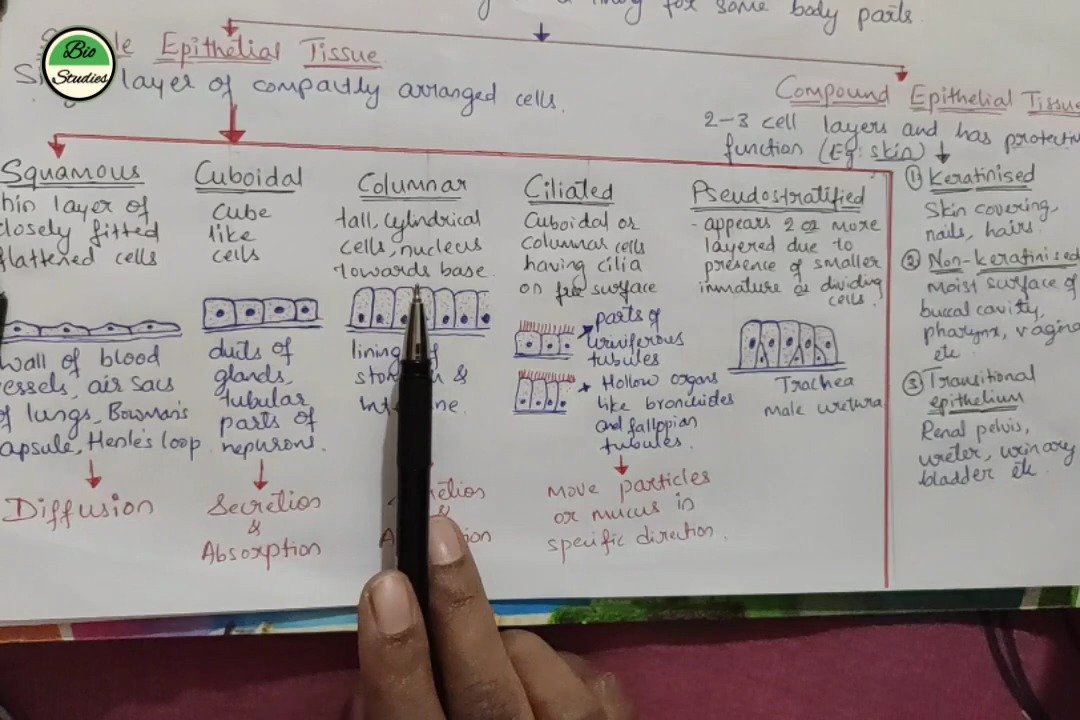 for some body parts.
Bio
Studies
Epithelial Tissue
layer of compactly arranged cells.
Compound Epithelial Tissue
2-3 cell layers and has protective
function (Eg: skin)
Squamous
thin layer of
closely fitted
flattened cells
wall of blood
vessels, air sacs
of lungs, Bowman's
capsule, Henle's loop
Diffusion
Cuboidal
Cube
like
cells
ducts of
glands,
tubular
parts of
nephrons.
Secretion
&
Absorption
Columnar
tall, cylindrical
cells, nucleus
towards base.
lining of
&
Ciliated
Cuboidal or
columnar cells
having cilia
on free surface
parts of
uriniferous
tubules
Hollow organs
like bronchioles
and fallopian
tubules.
Move particles
or mucus in
specific direction.
Pseudostratified
- appears 2 or more
layered due to
presence of smaller
immature or dividing
cells.
Trachea
male urethra
① Keratinised
Skin covering,
nails, hairs.
② Non-keratinised
Moist surface of
buccal cavity,
pharynx, vagina
etc.
③ Transitional
epithelium
Renal pelvis,
ureter, urinary
bladder etc.